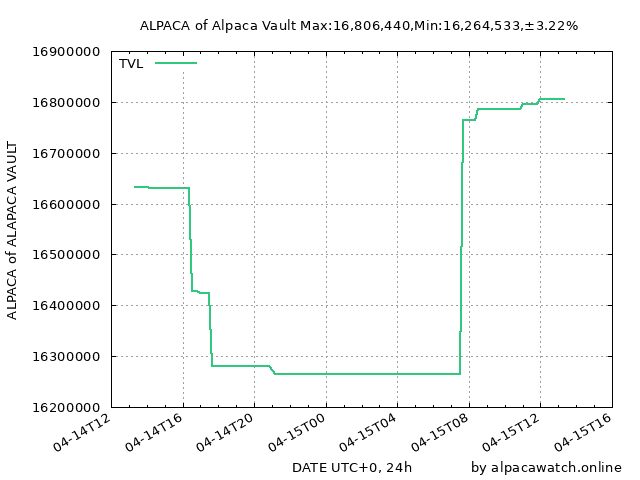 ALPACA of Alpaca Vault Max:16,806,440,Min:16,264,533,±3.22%
TVL
ALPACA of ALAPACA VAULT
16900000
16800000
16700000
16600000
16500000
16400000
16300000
16200000
04-14T12
04-14T16
04-14T20
04-15T00
04-15T04
04-15T08
04-15T12
04-15T16
DATE UTC+0, 24h
by alpacawatch.online